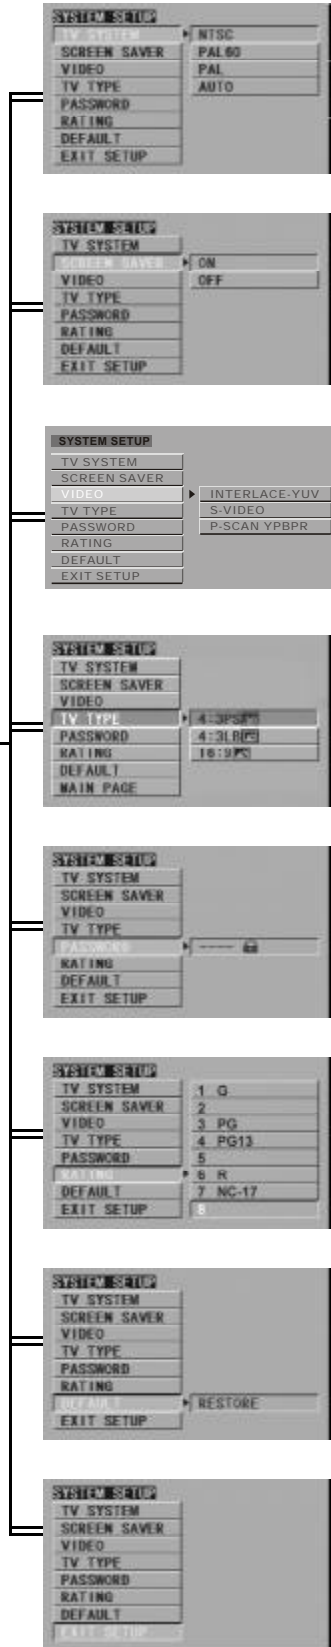 SYSTEM SETUP
TV SYSTEM NTSC
SCREEN SAVER PAL60
VIDEO PAL
TV TYPE AUTO
PASSWORD
RATING
DEFAULT
EXIT SETUP
SYSTEM SETUP
TV SYSTEM
SCREEN SAVER ON
VIDEO OFF
TV TYPE
PASSWORD
RATING
DEFAULT
EXIT SETUP
SYSTEM SETUP
TV SYSTEM
SCREEN SAVER
VIDEO INTERLACE-YUV
TV TYPE S-VIDEO
PASSWORD P-SCAN YPBPR
RATING
DEFAULT
EXIT SETUP
SYSTEM SETUP
TV SYSTEM
SCREEN SAVER
VIDEO
TV TYPE 4:3PS
PASSWORD 4:3LB
RATING 16:9
DEFAULT
MAIN PAGE
SYSTEM SETUP
TV SYSTEM
SCREEN SAVER
VIDEO
TV TYPE
PASSWORD ----
RATING
DEFAULT
EXIT SETUP
SYSTEM SETUP
TV SYSTEM 1 G
SCREEN SAVER 2
VIDEO 3 PG
TV TYPE 4 PG13
PASSWORD 5
RATING 6 R
DEFAULT 7 NC-17
EXIT SETUP 8
SYSTEM SETUP
TV SYSTEM
SCREEN SAVER
VIDEO
TV TYPE
PASSWORD
RATING
DEFAULT RESTORE
EXIT SETUP
SYSTEM SETUP
TV SYSTEM
SCREEN SAVER
VIDEO
TV TYPE
PASSWORD
RATING
DEFAULT
EXIT SETUP